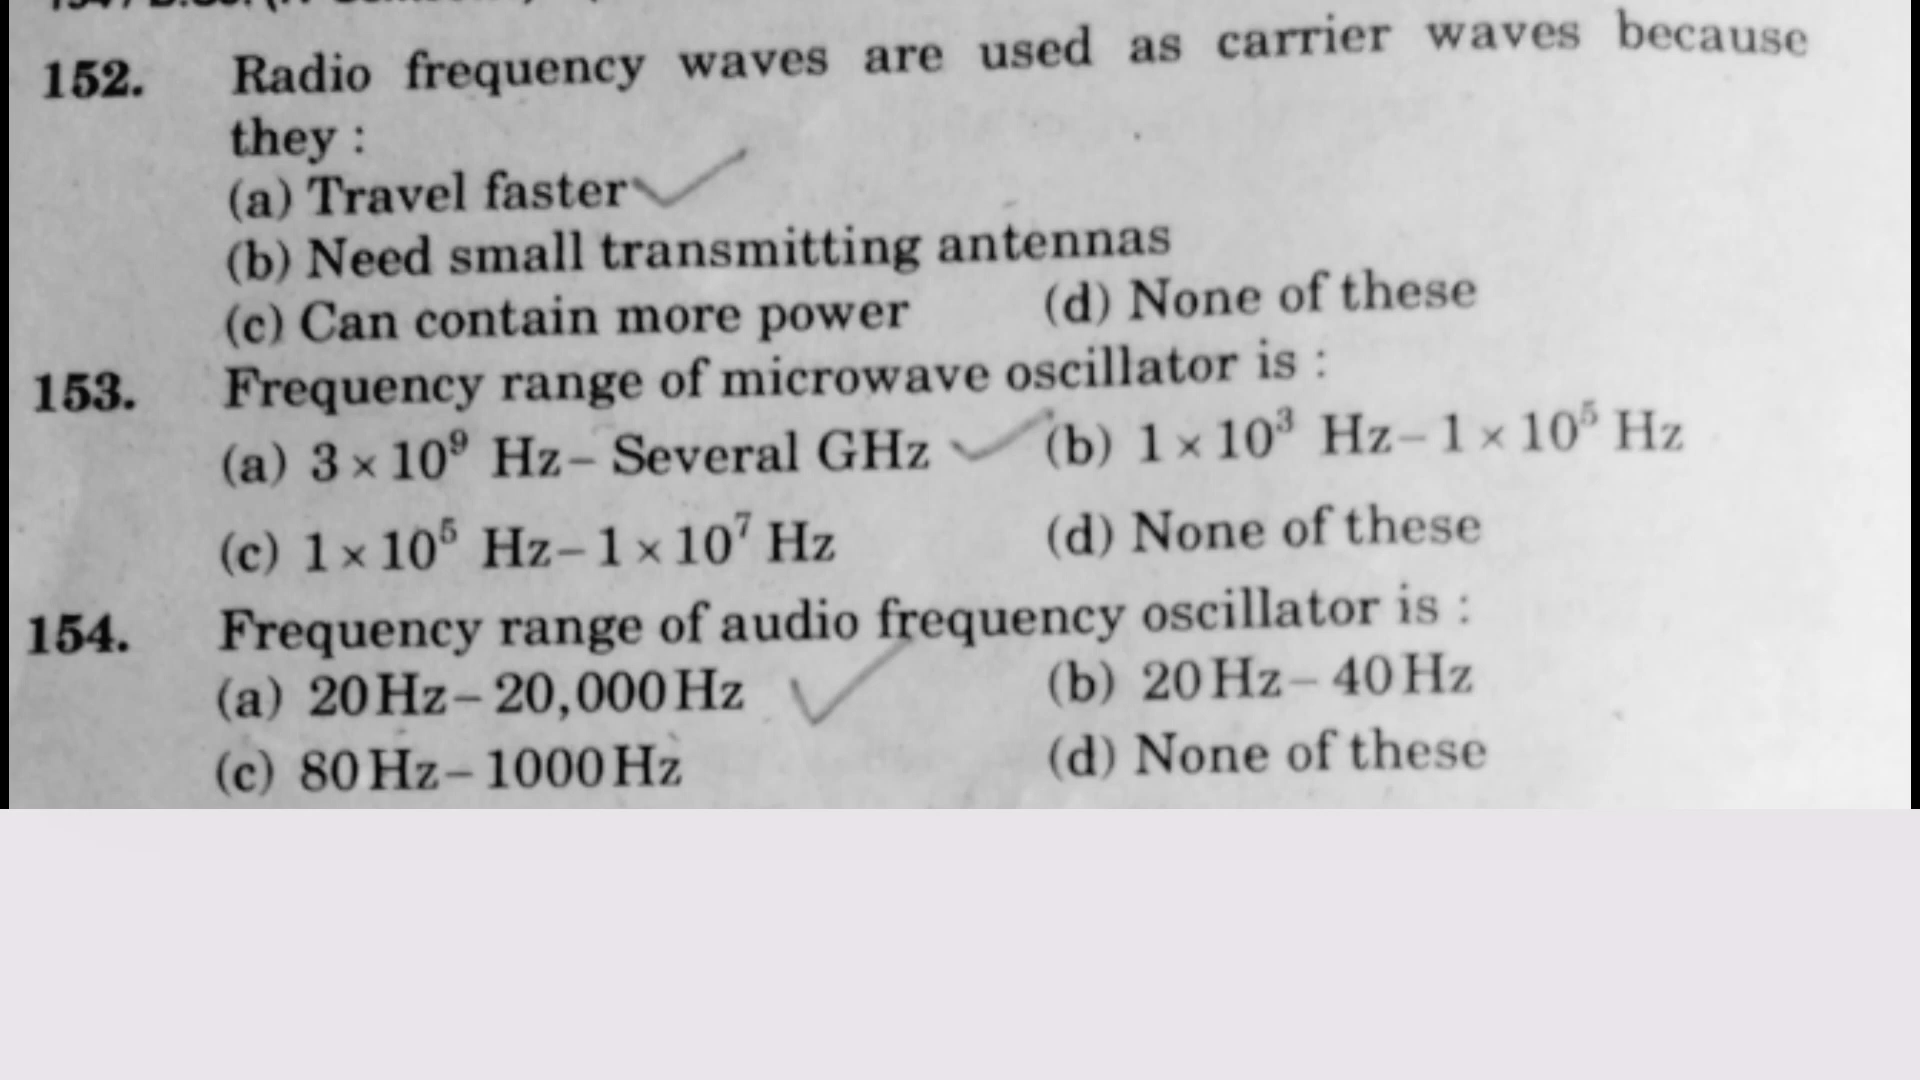 152. Radio frequency waves are used as carrier waves because
they :
(a) Travel faster
(b) Need small transmitting antennas
(c) Can contain more power (d) None of these
153. Frequency range of microwave oscillator is :
(a) 3 × 10⁹ Hz – Several GHz (b) 1 × 10³ Hz – 1 × 10⁵ Hz
(c) 1 × 10⁵ Hz – 1 × 10⁷ Hz (d) None of these
154. Frequency range of audio frequency oscillator is :
(a) 20 Hz – 20,000 Hz (b) 20 Hz – 40 Hz
(c) 80 Hz – 1000 Hz (d) None of these